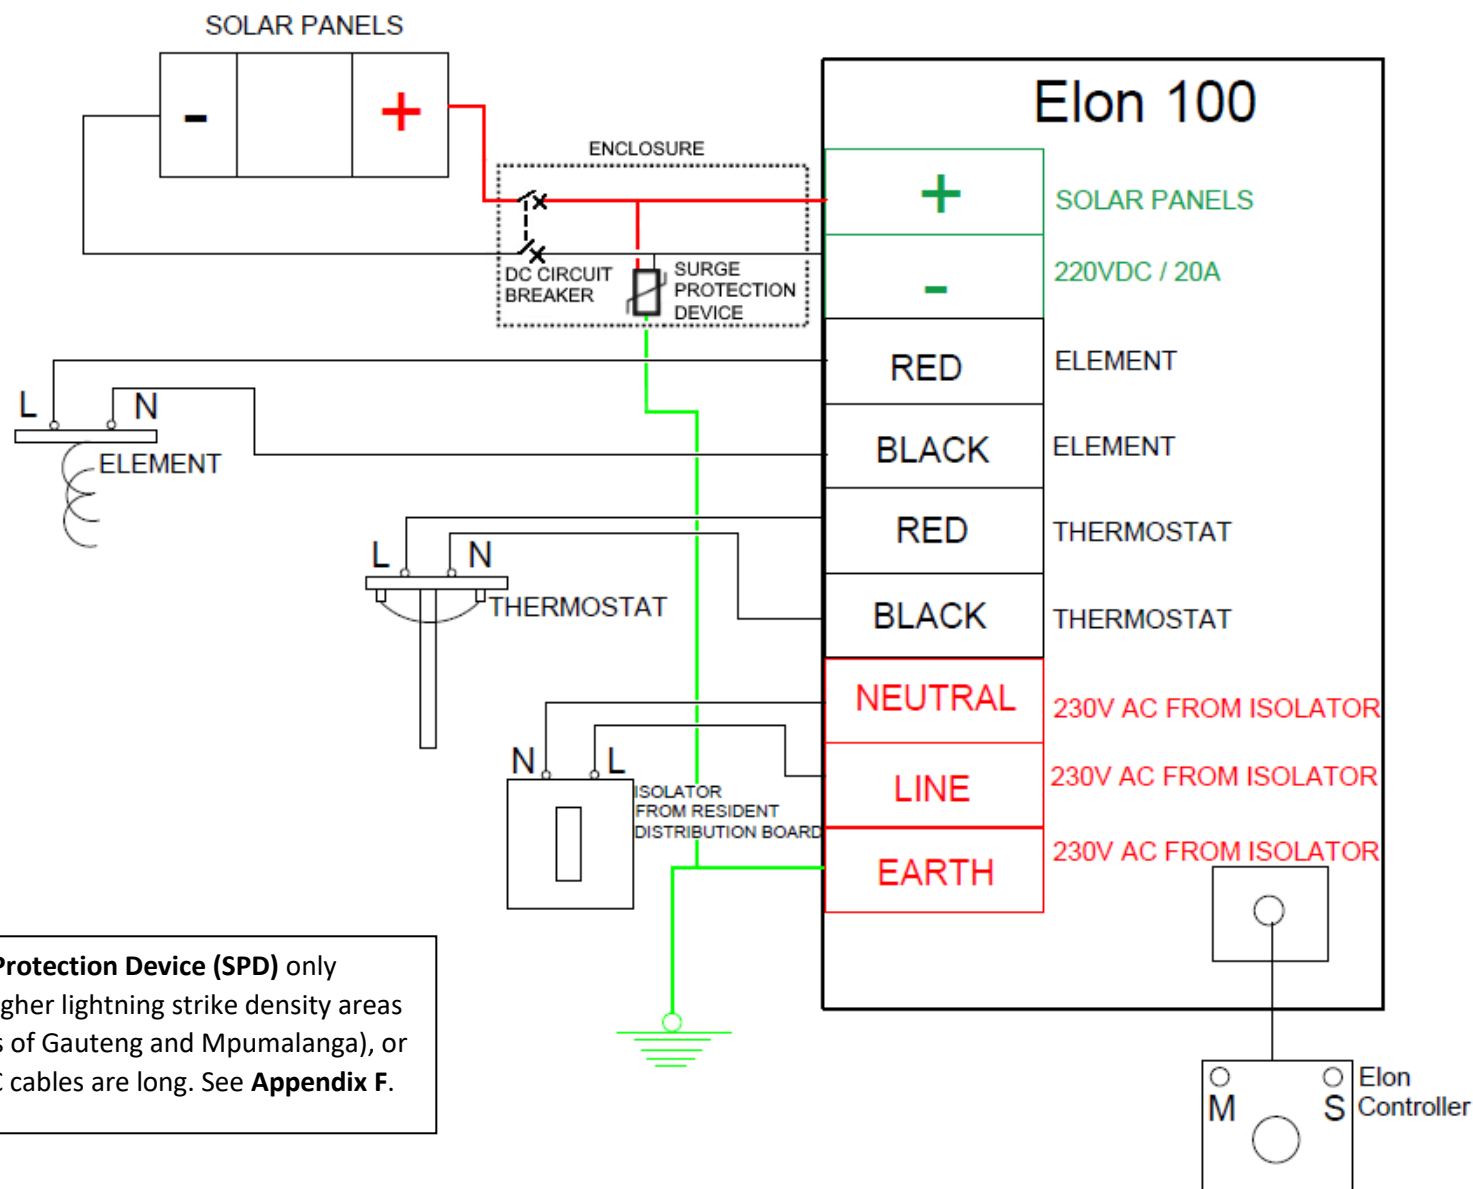 SOLAR PANELS
-
+
ENCLOSURE
DC CIRCUIT
BREAKER
SURGE
PROTECTION
DEVICE
Elon 100
+
SOLAR PANELS
-
220VDC / 20A
RED
ELEMENT
BLACK
ELEMENT
RED
THERMOSTAT
BLACK
THERMOSTAT
NEUTRAL
230V AC FROM ISOLATOR
LINE
230V AC FROM ISOLATOR
EARTH
230V AC FROM ISOLATOR
L N
ELEMENT
L N
THERMOSTAT
N L
ISOLATOR
FROM RESIDENT
DISTRIBUTION BOARD
Protection Device (SPD) only
gher lightning strike density areas
s of Gauteng and Mpumalanga), or
C cables are long. See Appendix F.
M S
Elon
Controller